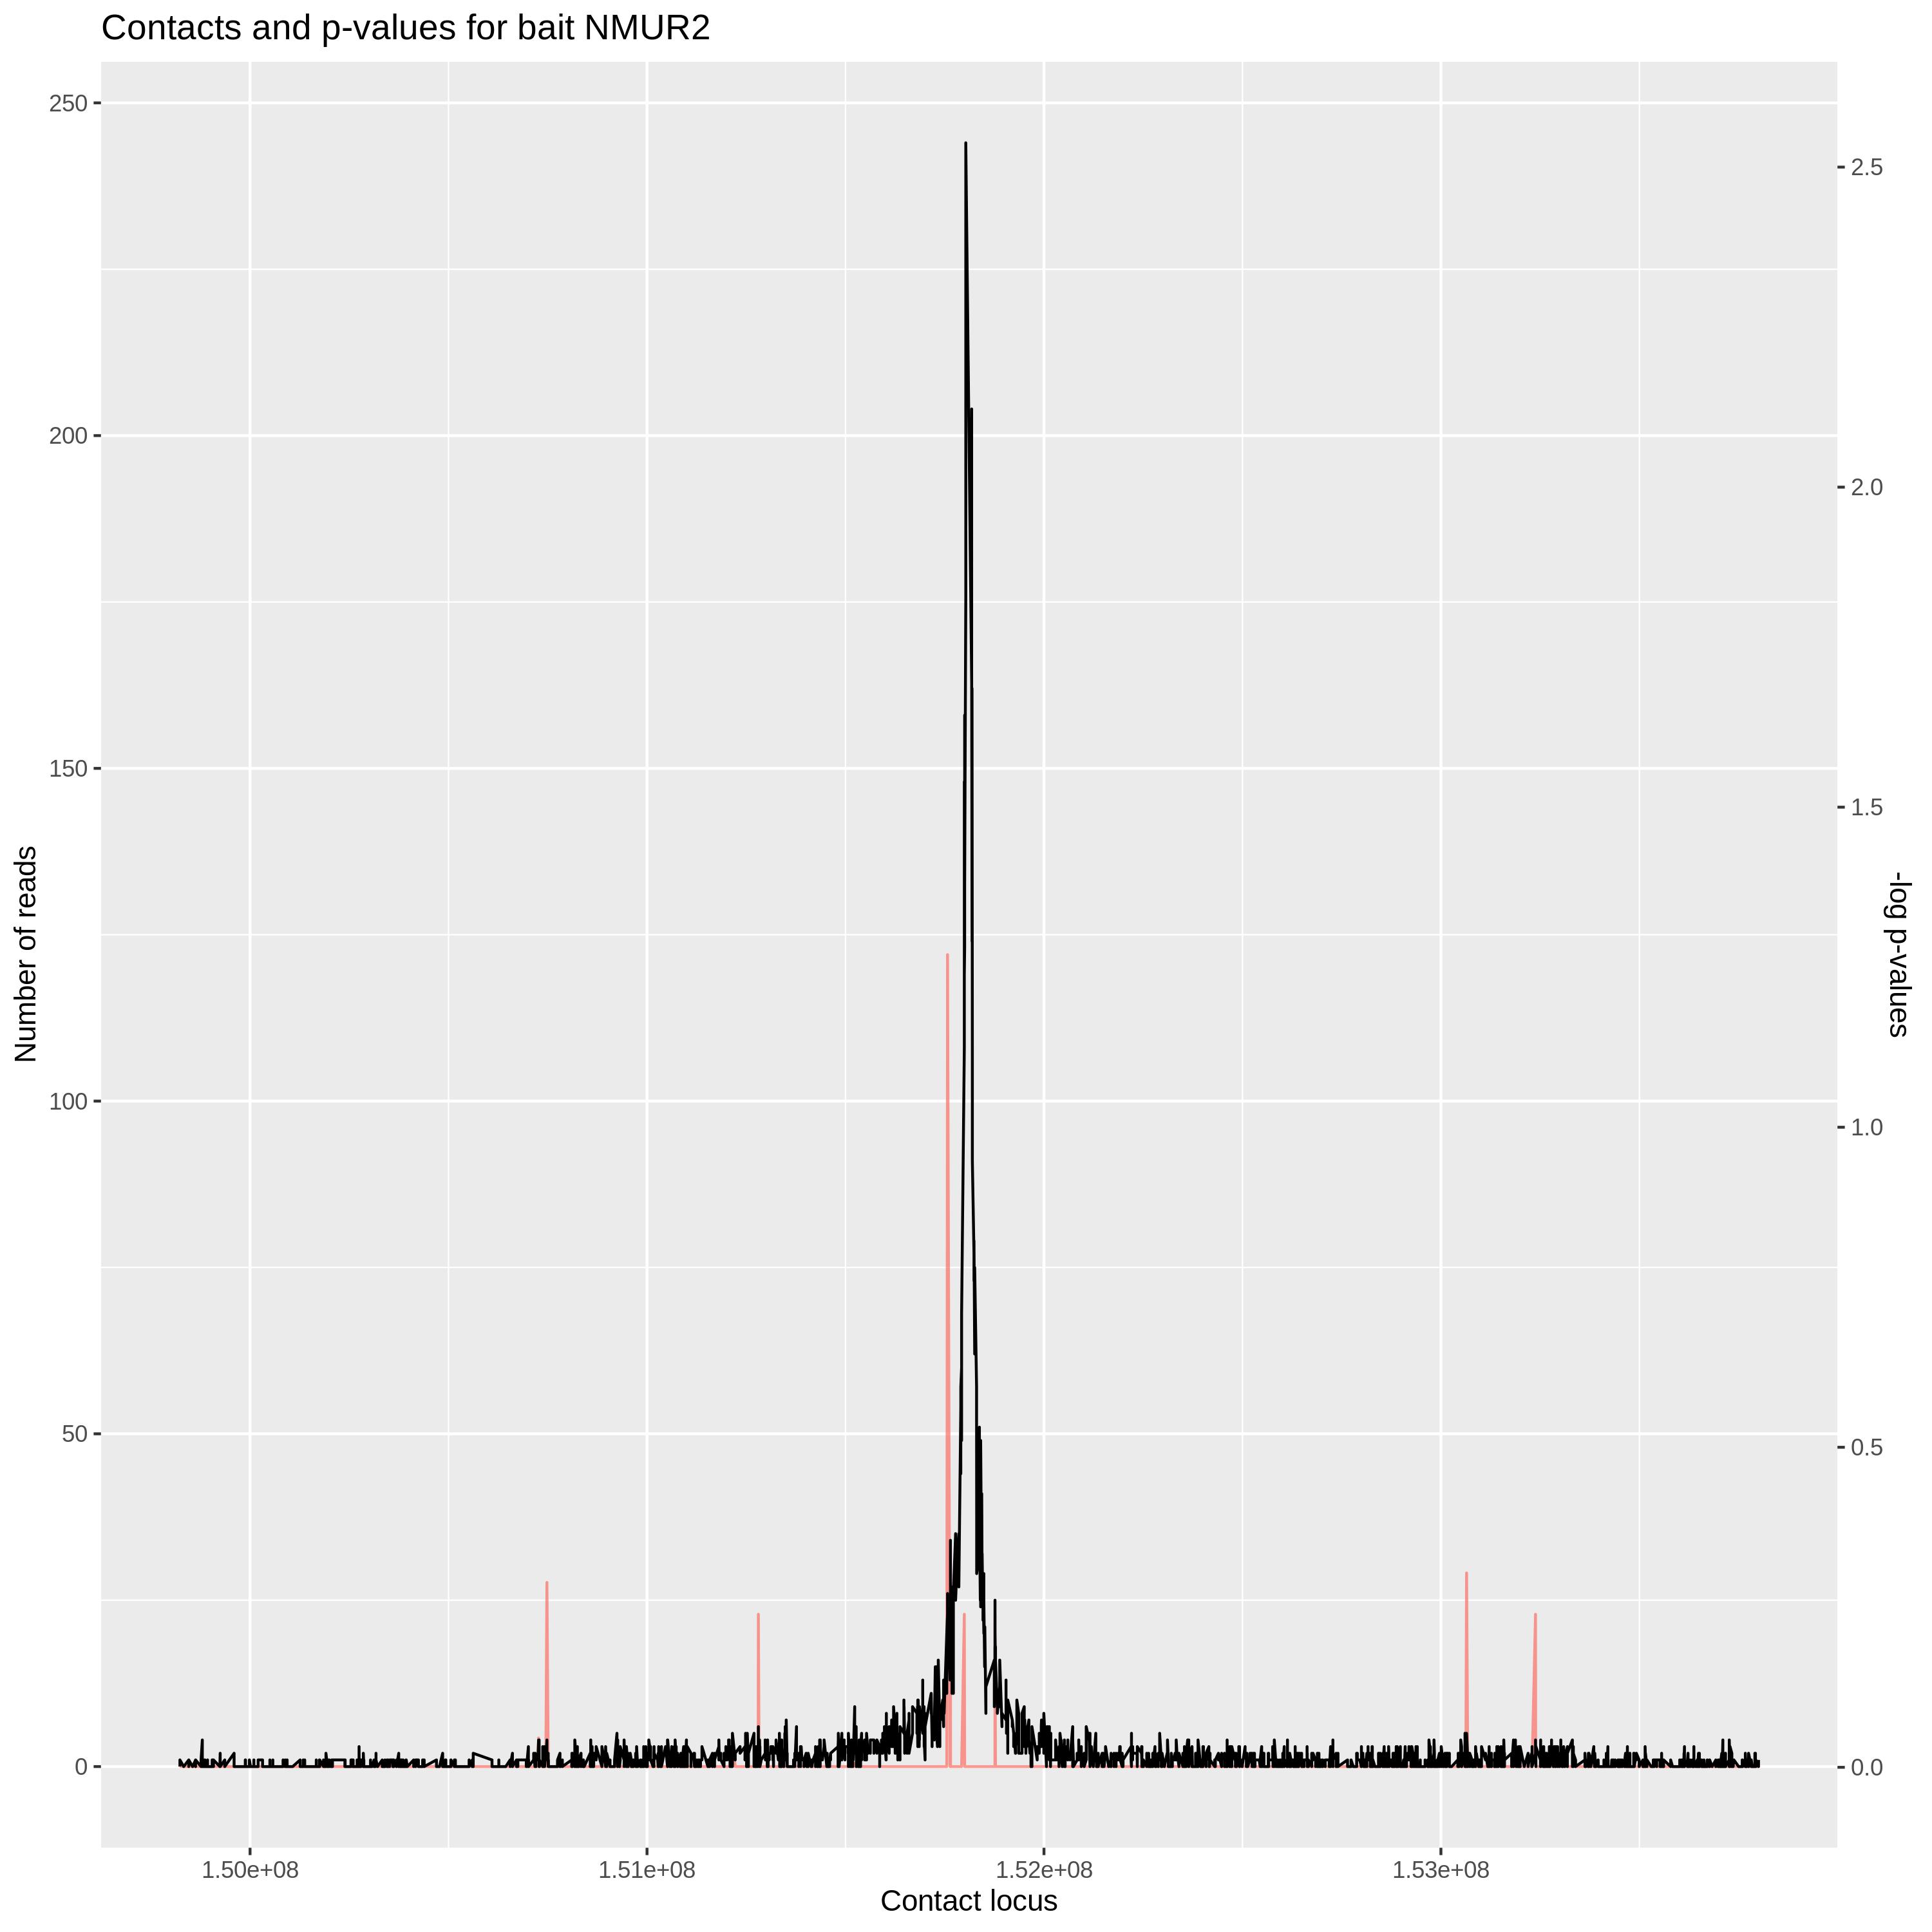 Contacts and p-values for bait NMUR2
250
200
150
100
50
0
Number of reads
2.5
2.0
1.5
1.0
0.5
0.0
-log p-values
1.50e+08
1.51e+08
1.52e+08
1.53e+08
Contact locus